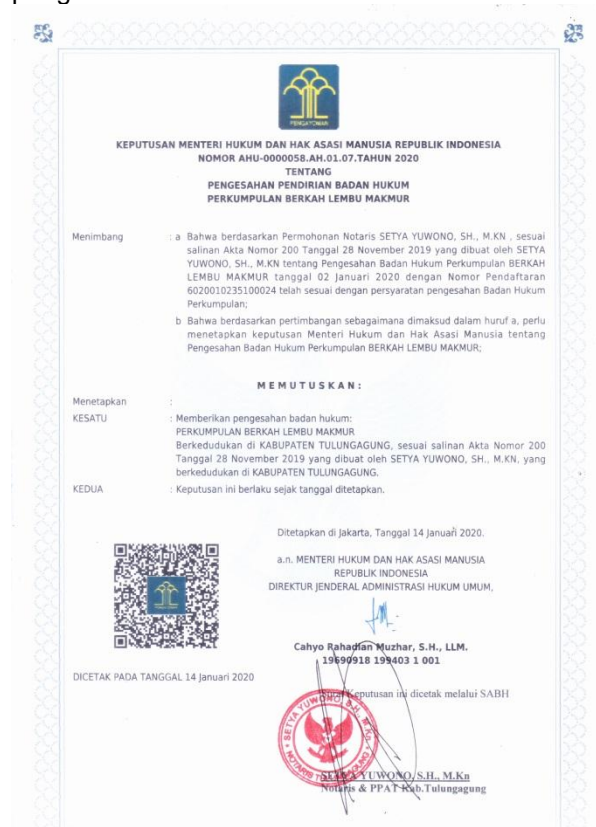 PENGAYOMAN
KEPUTUSAN MENTERI HUKUM DAN HAK ASASI MANUSIA REPUBLIK INDONESIA
NOMOR AHU-0000058.AH.01.07.TAHUN 2020
TENTANG
PENGESAHAN PENDIRIAN BADAN HUKUM
PERKUMPULAN BERKAH LEMBU MAKMUR
Menimbang : a Bahwa berdasarkan Permohonan Notaris SETYA YUWONO, SH., M.KN , sesuai
salinan Akta Nomor 200 Tanggal 28 November 2019 yang dibuat oleh SETYA
YUWONO, SH., M.KN tentang Pengesahan Badan Hukum Perkumpulan BERKAH
LEMBU MAKMUR tanggal 02 Januari 2020 dengan Nomor Pendaftaran
6020010235100024 telah sesuai dengan persyaratan pengesahan Badan Hukum
Perkumpulan;
b Bahwa berdasarkan pertimbangan sebagaimana dimaksud dalam huruf a, perlu
menetapkan keputusan Menteri Hukum dan Hak Asasi Manusia tentang
Pengesahan Badan Hukum Perkumpulan BERKAH LEMBU MAKMUR;
M E M U T U S K A N :
Menetapkan :
KESATU : Memberikan pengesahan badan hukum:
PERKUMPULAN BERKAH LEMBU MAKMUR
Berkedudukan di KABUPATEN TULUNGAGUNG, sesuai salinan Akta Nomor 200
Tanggal 28 November 2019 yang dibuat oleh SETYA YUWONO, SH., M.KN, yang
berkedudukan di KABUPATEN TULUNGAGUNG.
KEDUA : Keputusan ini berlaku sejak tanggal ditetapkan.
Ditetapkan di Jakarta, Tanggal 14 Januari 2020.
a.n. MENTERI HUKUM DAN HAK ASASI MANUSIA
REPUBLIK INDONESIA
DIREKTUR JENDERAL ADMINISTRASI HUKUM UMUM,
Cahyo Rahadian Muzhar, S.H., LLM.
19690918 199403 1 001
DICETAK PADA TANGGAL 14 Januari 2020
Surat Keputusan ini dicetak melalui SABH
SETYA YUWONO, S.H., M.Kn
NOTARIS TULUNGAGUNG
SETYA YUWONO, S.H., M.Kn
Notaris & PPAT Kab.Tulungagung